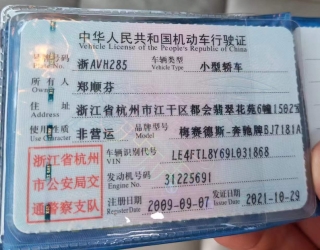 中华人民共和国机动车行驶证
Vehicle License of the People's Republic of China
号牌号码 浙AVH285 车辆类型 小型轿车
Vehicle Type
所有人 郑顺芬
Owner
住址 浙江省杭州市江干区都会翡翠花苑6幢1502室
Address
使用性质 非营运 品牌型号 梅赛德斯-奔驰牌BJ7181A
Use Character Model
浙江省杭州 车辆识别代号 LE4FTL8Y69L031868
VIN
市公安局交 发动机号码 31225691
Engine No.
通警察支队 注册日期 2009-09-07 发证日期 2021-10-29
Register Date Issue Date